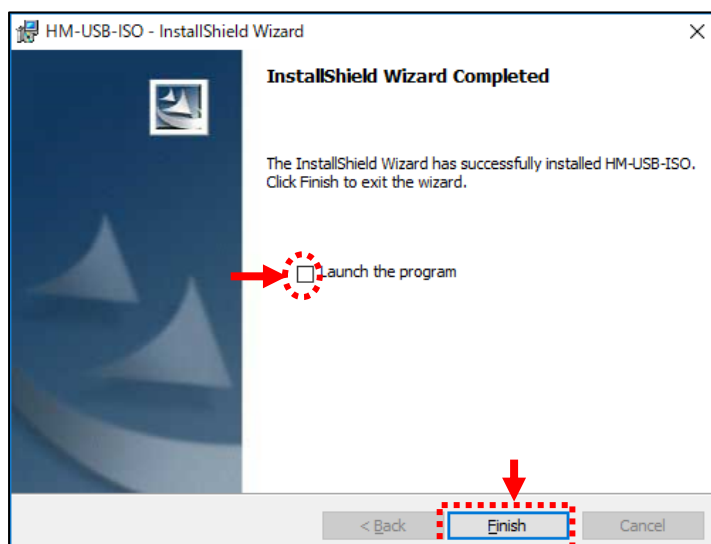 HM-USB-ISO - InstallShield Wizard
InstallShield Wizard Completed
The InstallShield Wizard has successfully installed HM-USB-ISO.
Click Finish to exit the wizard.
Launch the program
< Back
Finish
Cancel